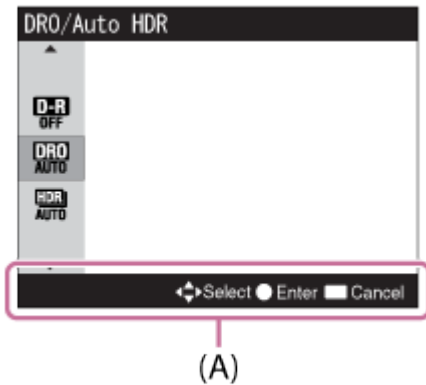 DRO/Auto HDR
D-R
OFF
DRO
AUTO
HDR
AUTO
Select Enter Cancel
(A)